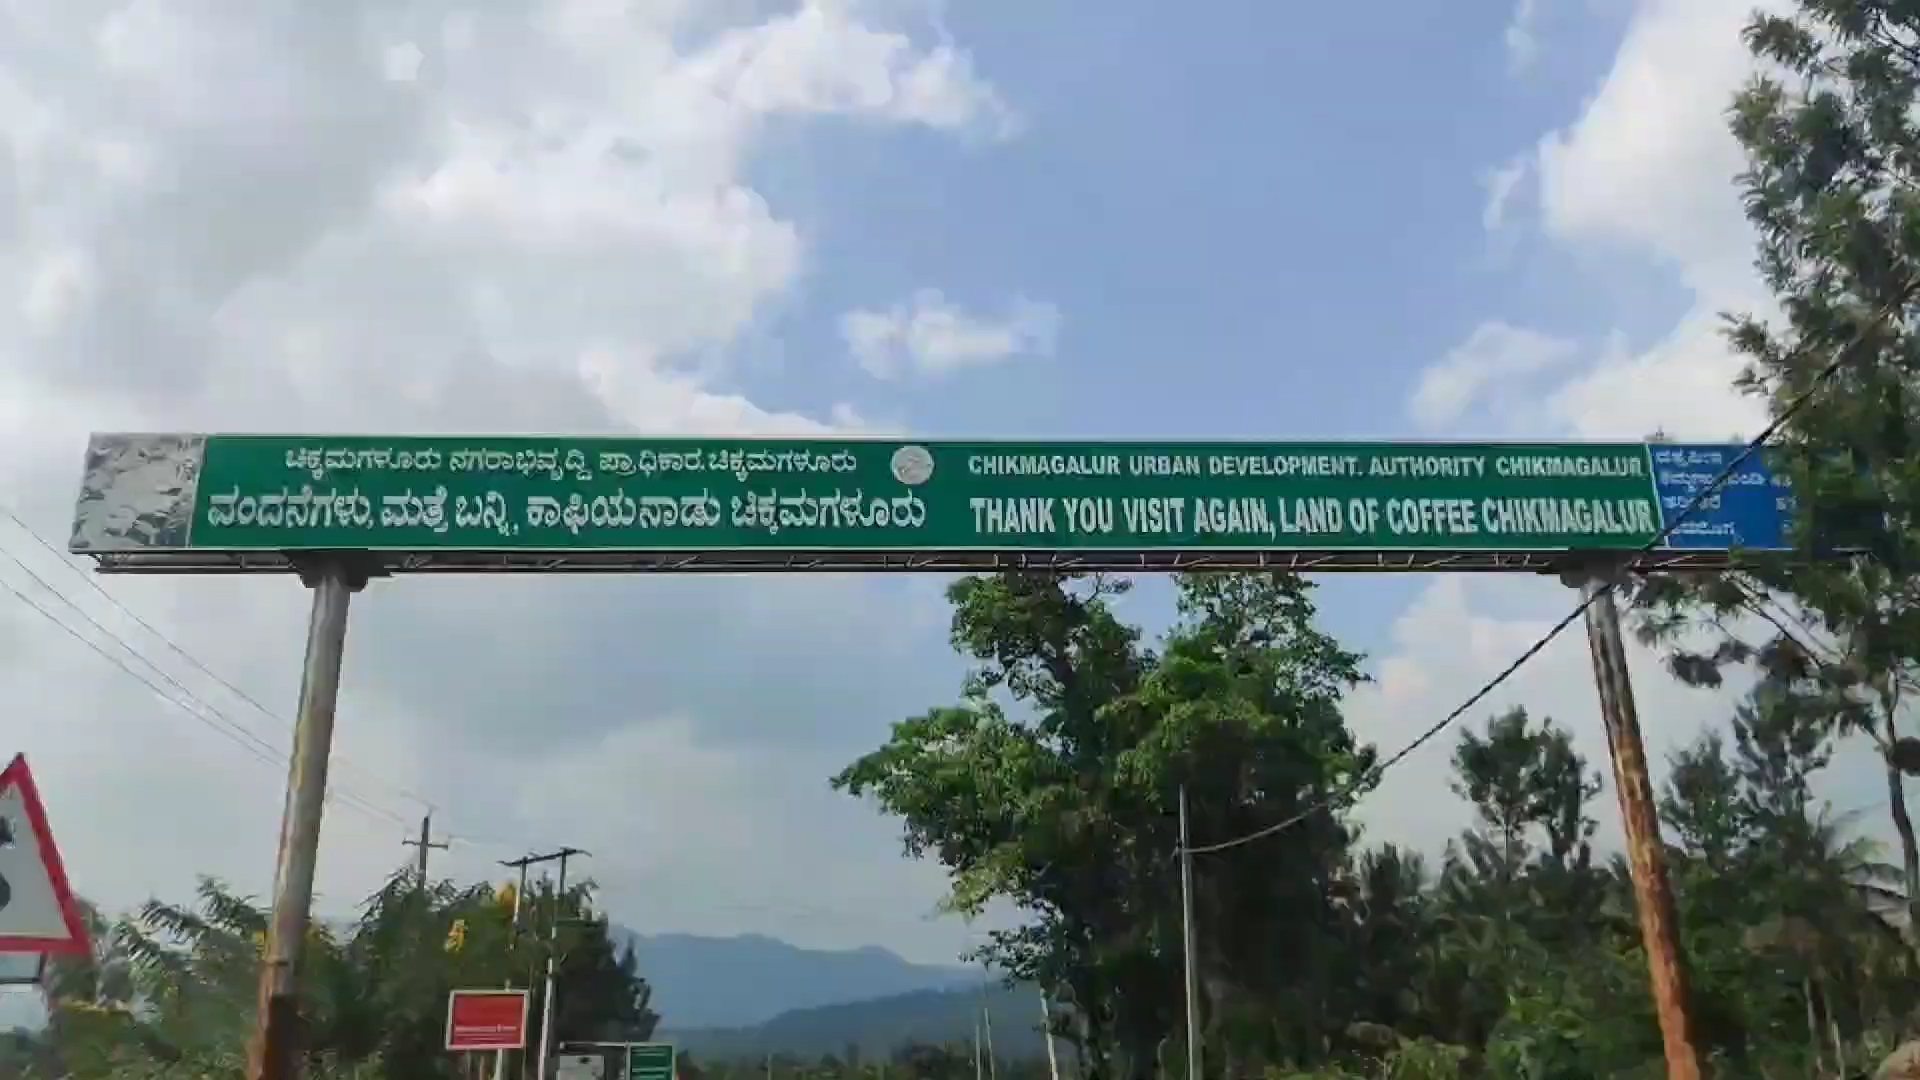 ಚಿಕ್ಕಮಗಳೂರು ನಗರಾಭಿವೃದ್ಧಿ ಪ್ರಾಧಿಕಾರ. ಚಿಕ್ಕಮಗಳೂರು
ವಂದನೆಗಳು, ಮತ್ತೆ ಬನ್ನಿ, ಕಾಫಿಯನಾಡು ಚಿಕ್ಕಮಗಳೂರು
CHIKMAGALUR URBAN DEVELOPMENT. AUTHORITY CHIKMAGALUR
THANK YOU VISIT AGAIN, LAND OF COFFEE CHIKMAGALUR